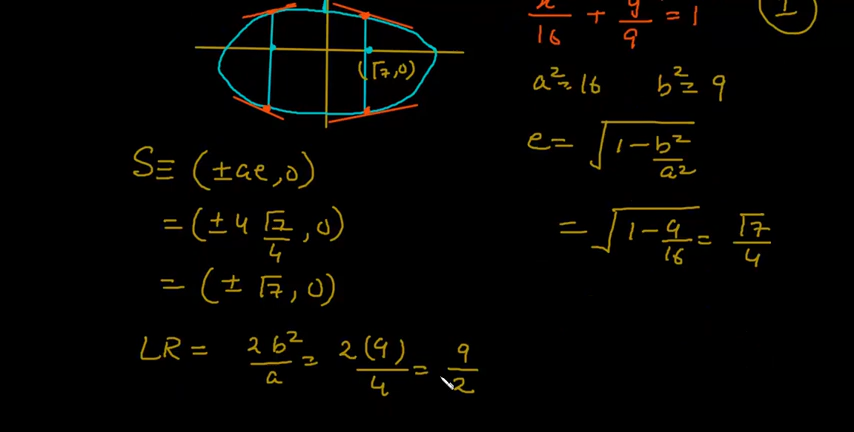 x/16 + y/9 = 1
1
(√7,0)
a²=16 b²=9
e= √(1-b²/a²)
S≡ (±ae,0)
=(±4 √7/4,0)
=√(1-9/16)= √7/4
= (±√7,0)
LR= 2b²/a= 2(9)/4= 9/2